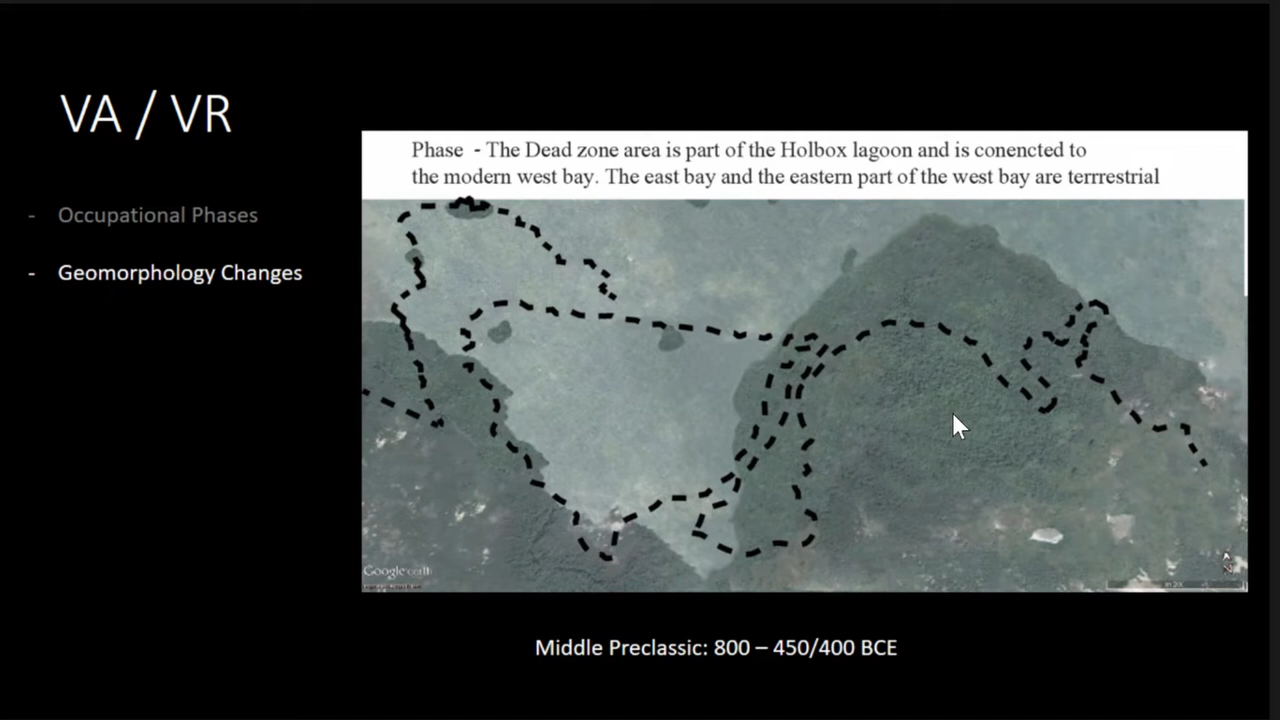 VA / VR
- Occupational Phases
- Geomorphology Changes
Phase - The Dead zone area is part of the Holbox lagoon and is conencted to
the modern west bay. The east bay and the eastern part of the west bay are terrrestrial
Google earth
Middle Preclassic: 800 – 450/400 BCE